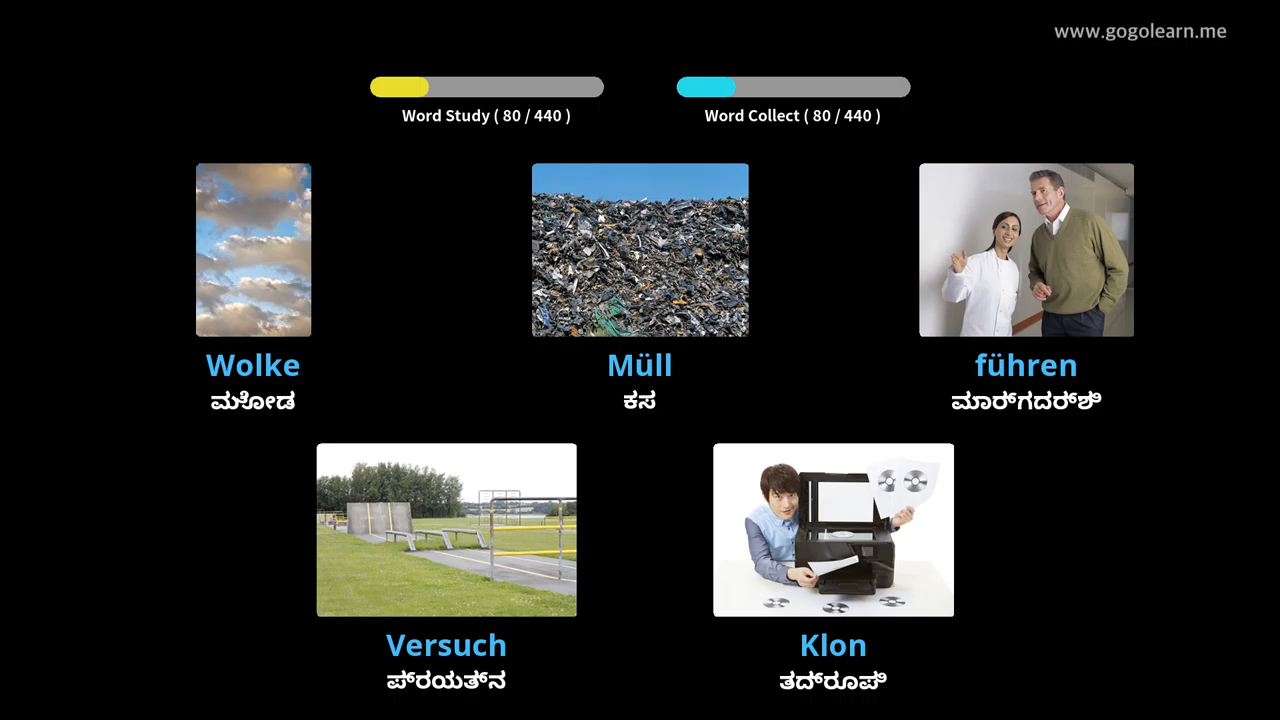 www.gogolearn.me
Word Study ( 80 / 440 )
Word Collect ( 80 / 440 )
Wolke
ಮೋಡ
Müll
ಕಸ
führen
ಮಾರ್ಗದರ್ಶಿ
Versuch
ಪ್ರಯತ್ನ
Klon
ತದ್ರೂಪಿ